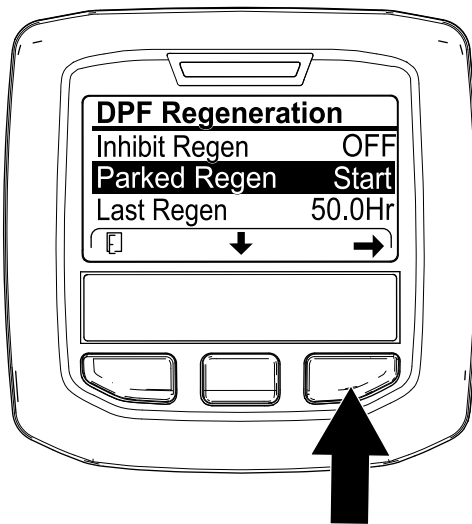 DPF Regeneration
Inhibit Regen OFF
Parked Regen Start
Last Regen 50.0Hr